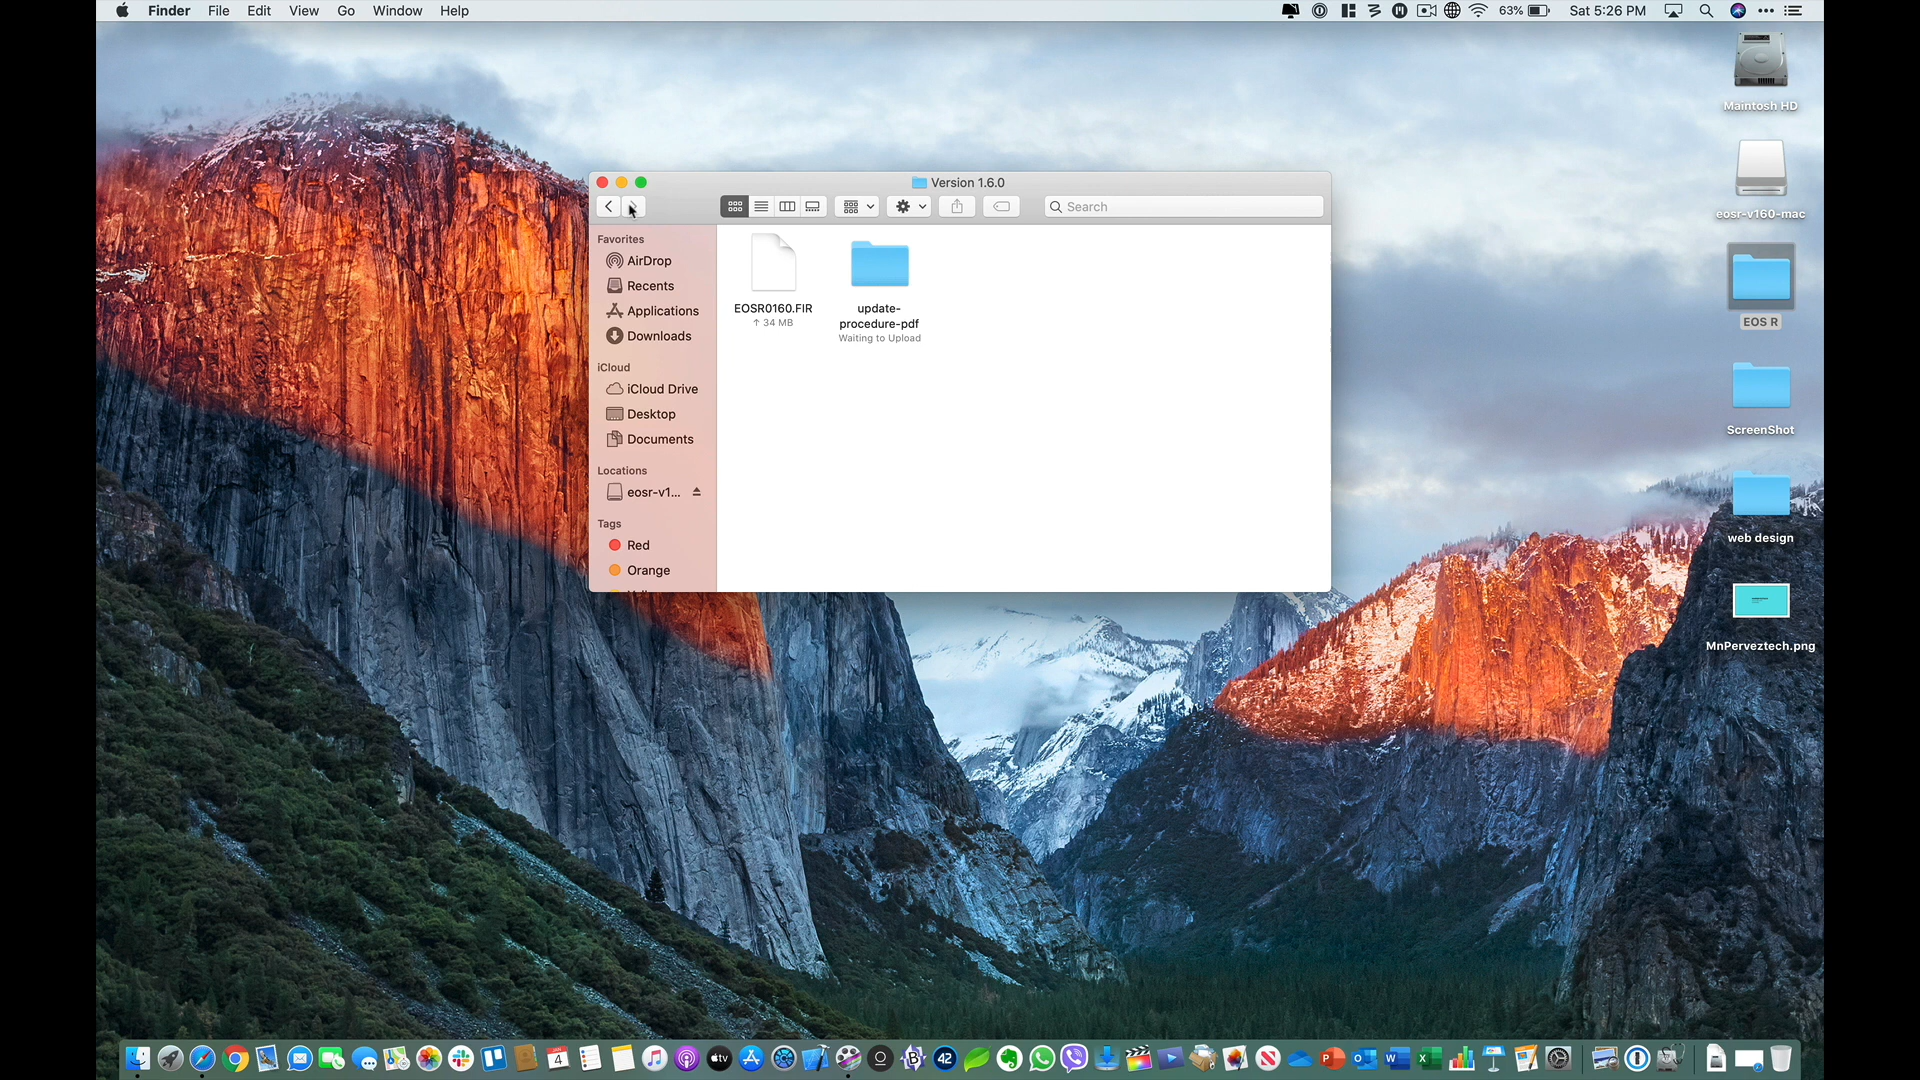 Finder File Edit View Go Window Help
63% Sat 5:26 PM
Maintosh HD
eosr-v160-mac
EOS R
ScreenShot
web design
MnPerveztech.png
Version 1.6.0
Search
Favorites
AirDrop
Recents
Applications
Downloads
iCloud
iCloud Drive
Desktop
Documents
Locations
eosr-v1...
Tags
Red
Orange
EOSR0160.FIR
↑ 34 MB
update-
procedure-pdf
Waiting to Upload
4
tv
42